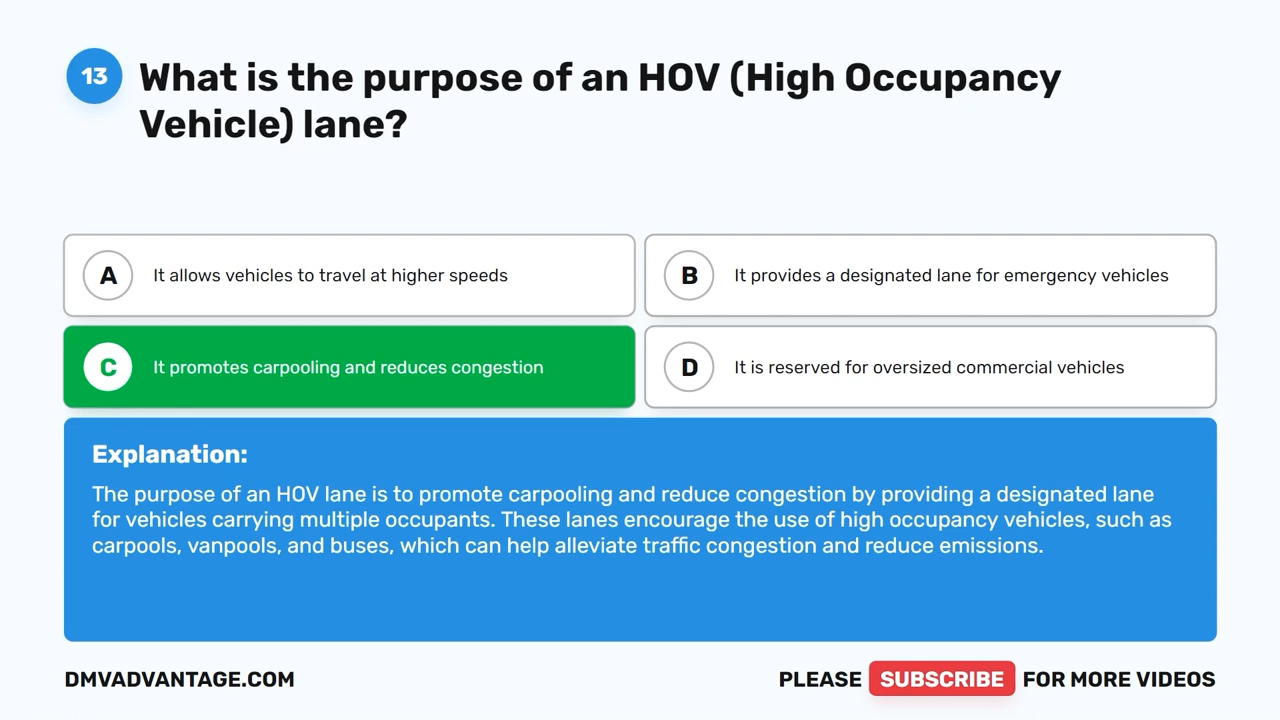 13
What is the purpose of an HOV (High Occupancy
Vehicle) lane?
A It allows vehicles to travel at higher speeds
B It provides a designated lane for emergency vehicles
C It promotes carpooling and reduces congestion
D It is reserved for oversized commercial vehicles
Explanation:
The purpose of an HOV lane is to promote carpooling and reduce congestion by providing a designated lane
for vehicles carrying multiple occupants. These lanes encourage the use of high occupancy vehicles, such as
carpools, vanpools, and buses, which can help alleviate traffic congestion and reduce emissions.
DMVADVANTAGE.COM
PLEASE SUBSCRIBE FOR MORE VIDEOS